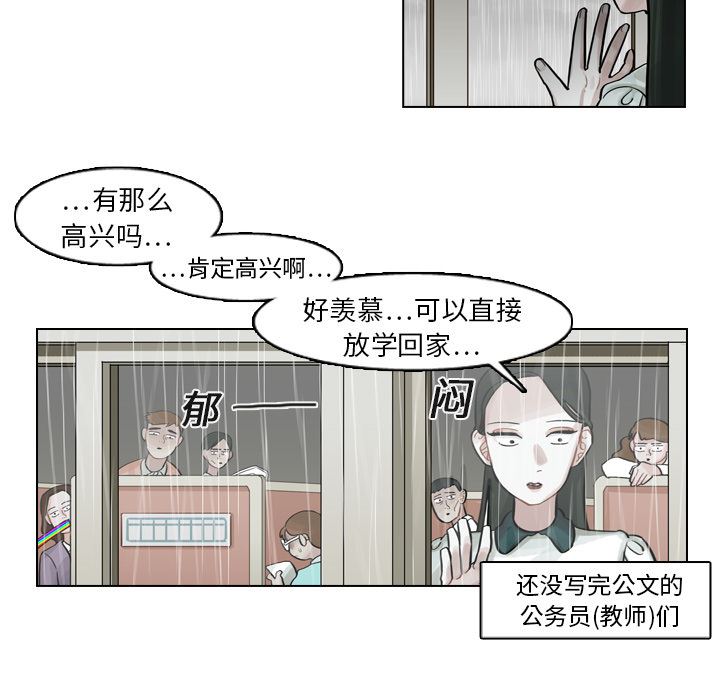 ...有那么
高兴吗...
...肯定高兴啊...
好羡慕...可以直接
放学回家...
郁——闷
还没写完公文的
公务员(教师)们